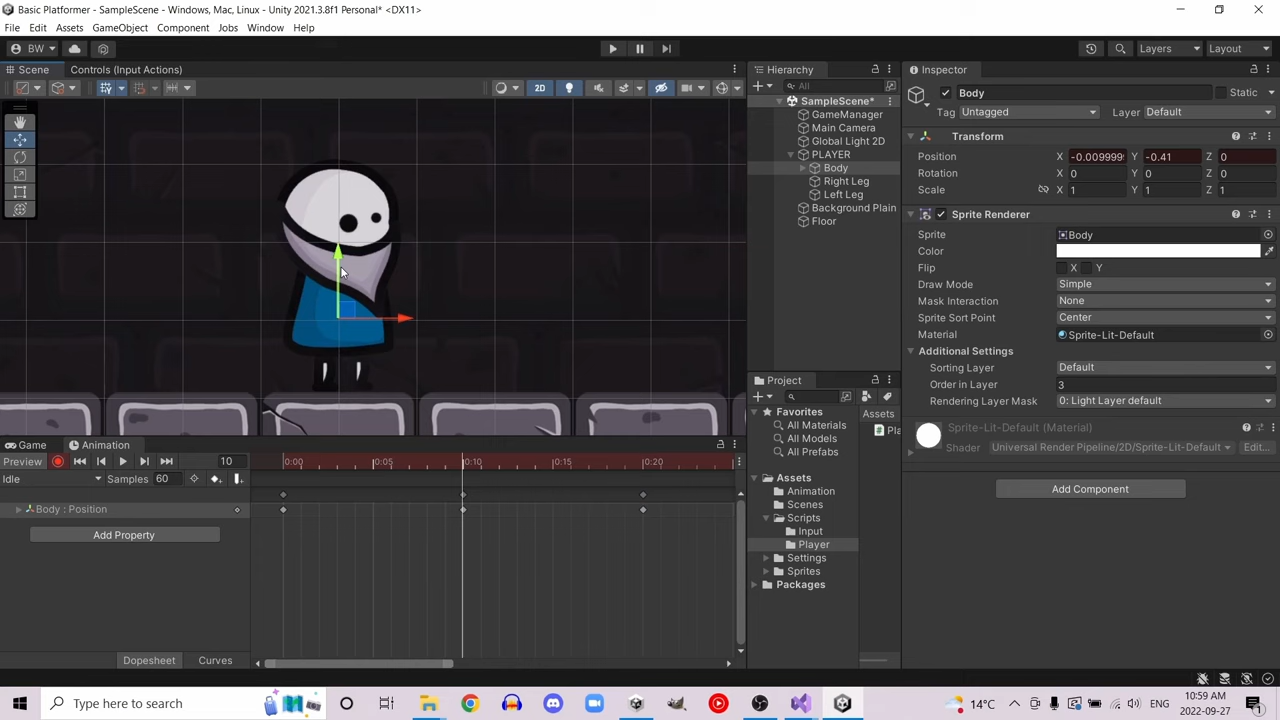 Basic Platformer - SampleScene - Windows, Mac, Linux - Unity 2021.3.8f1 Personal* <DX11>
File Edit Assets GameObject Component Jobs Window Help
BW Layers Layout
Scene Controls (Input Actions) Hierarchy Inspector
2D All Body Static
SampleScene* Tag Untagged Layer Default
GameManager
Main Camera Transform
Global Light 2D
PLAYER Position X -0.009999 Y -0.41 Z 0
Body Rotation X 0 Y 0 Z 0
Right Leg Scale X 1 Y 1 Z 1
Left Leg
Background Plain Sprite Renderer
Floor
Sprite Body
Color
Flip X Y
Draw Mode Simple
Mask Interaction None
Sprite Sort Point Center
Material Sprite-Lit-Default
Additional Settings
Sorting Layer Default
Order in Layer 3
Rendering Layer Mask 0: Light Layer default
Sprite-Lit-Default (Material)
Shader Universal Render Pipeline/2D/Sprite-Lit-Default Edit...
Add Component
Project
Favorites Assets
All Materials Pla
All Models
All Prefabs
Assets
Animation
Scenes
Scripts
Input
Player
Settings
Sprites
Packages
Game Animation
Preview 10 0:00 0:05 0:10 0:15 0:20
Idle Samples 60
Body : Position
Add Property
Dopesheet Curves
Type here to search 14°C 10:59 AM
2022-09-27 1